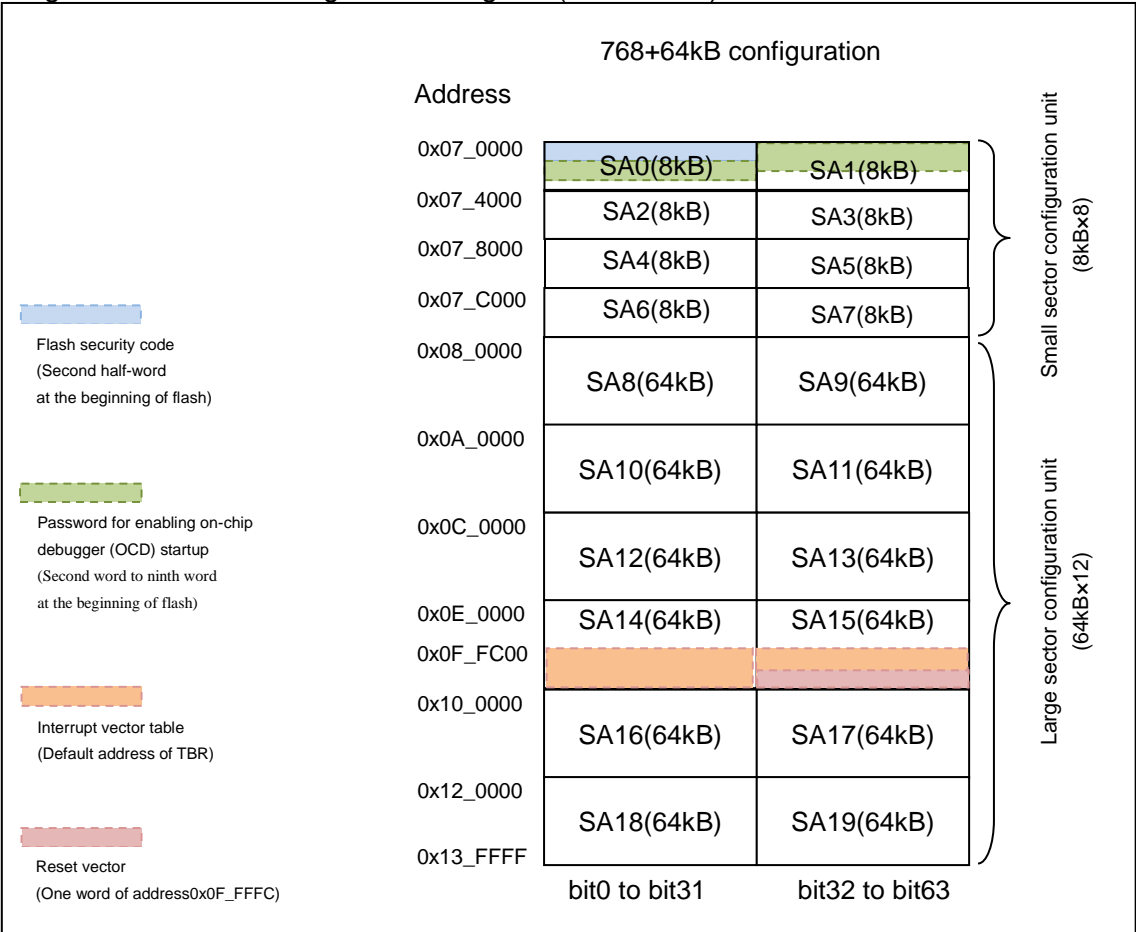 768+64kB configuration
Address
0x07_0000
SA0(8kB)
SA1(8kB)
0x07_4000
SA2(8kB)
SA3(8kB)
0x07_8000
SA4(8kB)
SA5(8kB)
0x07_C000
SA6(8kB)
SA7(8kB)
Small sector configuration unit
(8kB×8)
0x08_0000
SA8(64kB)
SA9(64kB)
0x0A_0000
SA10(64kB)
SA11(64kB)
0x0C_0000
SA12(64kB)
SA13(64kB)
0x0E_0000
SA14(64kB)
SA15(64kB)
0x0F_FC00
0x10_0000
SA16(64kB)
SA17(64kB)
0x12_0000
SA18(64kB)
SA19(64kB)
0x13_FFFF
Large sector configuration unit
(64kB×12)
bit0 to bit31
bit32 to bit63
Flash security code
(Second half-word
at the beginning of flash)
Password for enabling on-chip
debugger (OCD) startup
(Second word to ninth word
at the beginning of flash)
Interrupt vector table
(Default address of TBR)
Reset vector
(One word of address0x0F_FFFC)